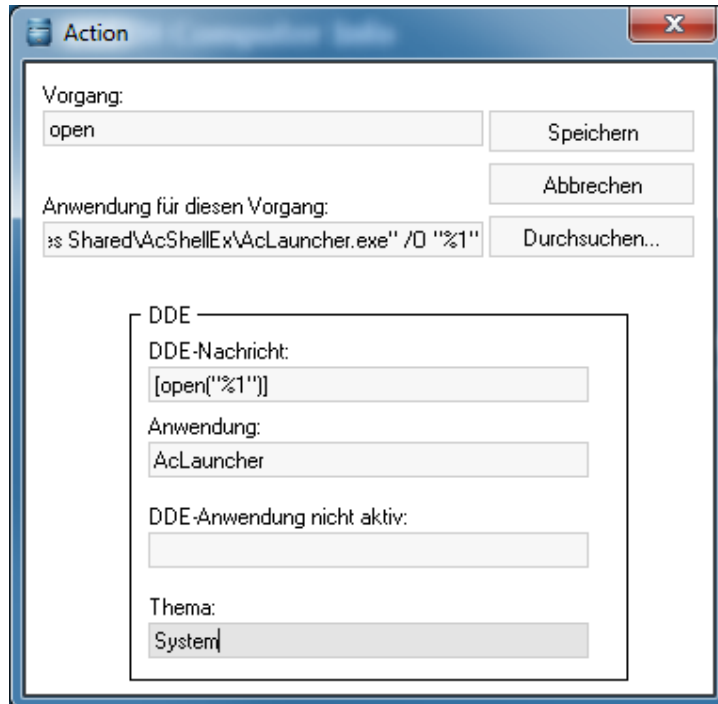 Action
Vorgang:
open
Speichern
Abbrechen
Anwendung für diesen Vorgang:
es Shared\AcShellEx\AcLauncher.exe" /O "%1"
Durchsuchen...
DDE
DDE-Nachricht:
[open("%1")]
Anwendung:
AcLauncher
DDE-Anwendung nicht aktiv:
Thema:
System